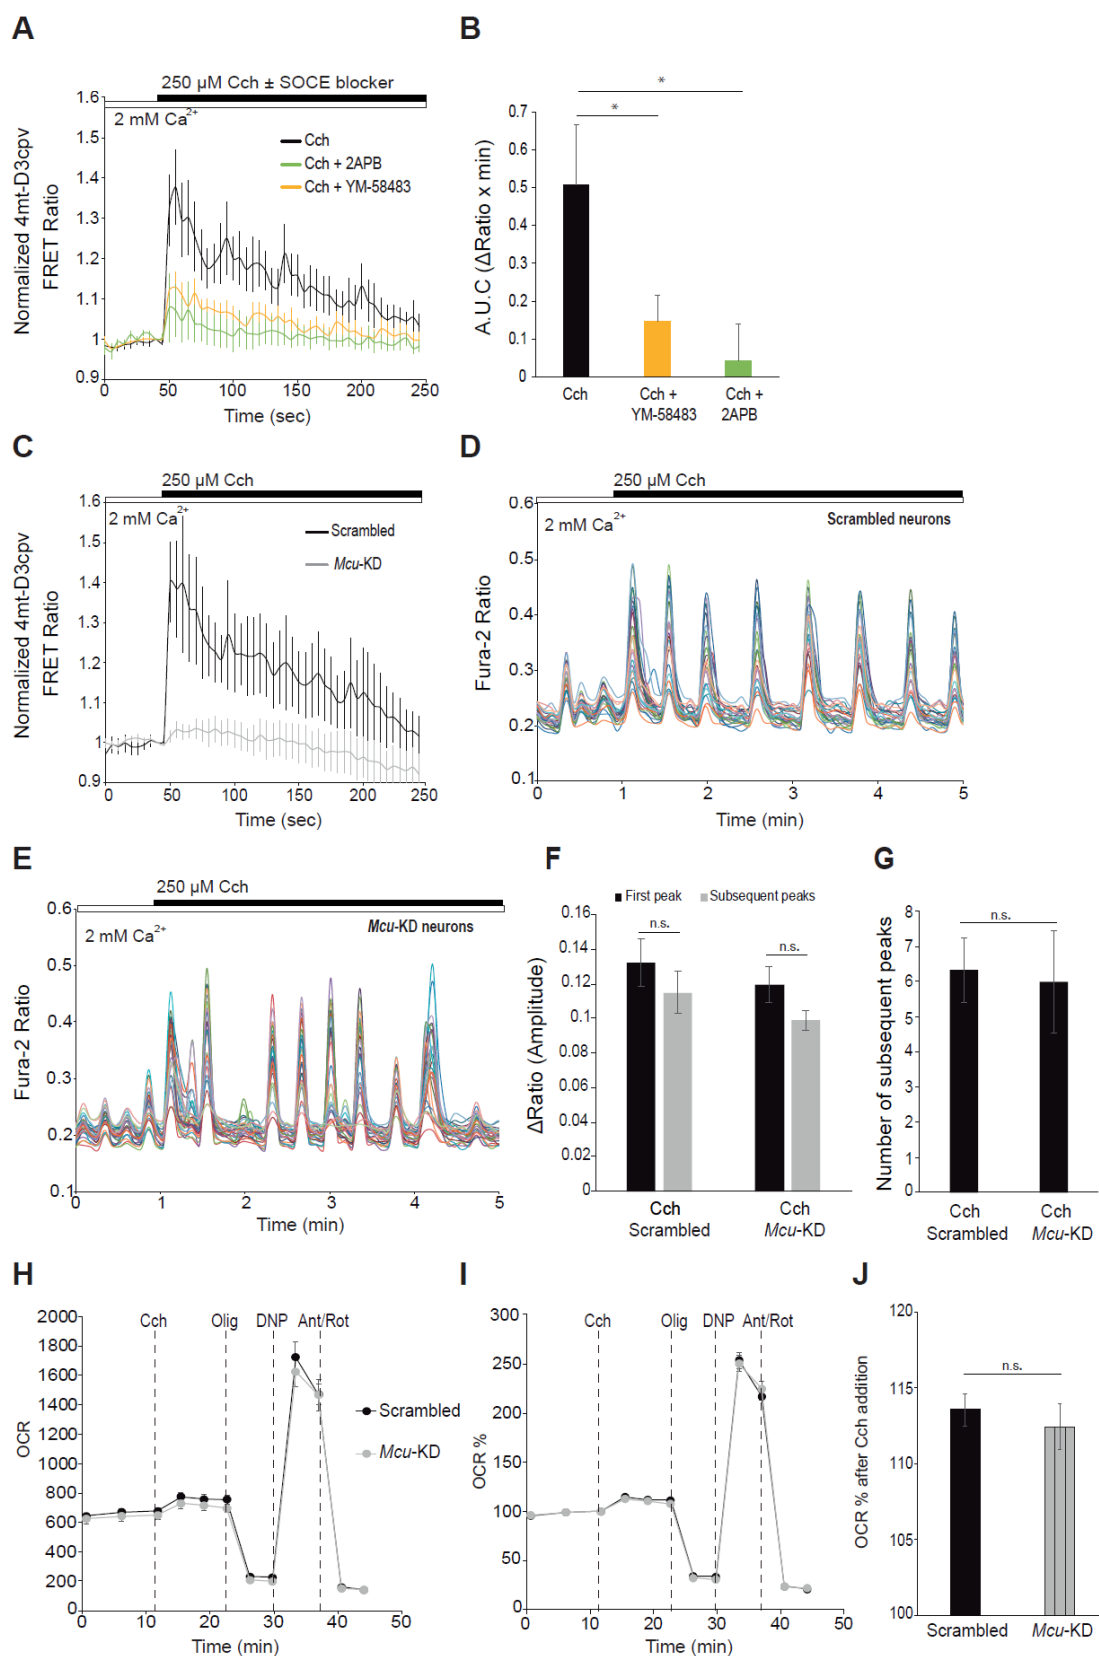 A
250 µM Cch ± SOCE blocker
2 mM Ca²⁺
Cch
Cch + 2APB
Cch + YM-58483
Normalized 4mt-D3cpv
FRET Ratio
1.6
1.5
1.4
1.3
1.2
1.1
1
0.9
0
50
100
150
200
250
Time (sec)
B
*
*
A.U.C (ΔRatio x min)
0.7
0.6
0.5
0.4
0.3
0.2
0.1
0
Cch
Cch +
YM-58483
Cch +
2APB
C
250 µM Cch
2 mM Ca²⁺
Scrambled
Mcu-KD
Normalized 4mt-D3cpv
FRET Ratio
1.6
1.5
1.4
1.3
1.2
1.1
1
0.9
0
50
100
150
200
250
Time (sec)
D
250 µM Cch
2 mM Ca²⁺
Scrambled neurons
Fura-2 Ratio
0.6
0.5
0.4
0.3
0.2
0.1
0
1
2
3
4
5
Time (min)
E
250 µM Cch
2 mM Ca²⁺
Mcu-KD neurons
Fura-2 Ratio
0.6
0.5
0.4
0.3
0.2
0.1
0
1
2
3
4
5
Time (min)
F
First peak
Subsequent peaks
n.s.
n.s.
ΔRatio (Amplitude)
0.16
0.14
0.12
0.1
0.08
0.06
0.04
0.02
0
Cch
Scrambled
Cch
Mcu-KD
G
n.s.
Number of subsequent peaks
8
7
6
5
4
3
2
1
0
Cch
Scrambled
Cch
Mcu-KD
H
Cch
Olig
DNP
Ant/Rot
Scrambled
Mcu-KD
OCR
2000
1800
1600
1400
1200
1000
800
600
400
200
0
0
10
20
30
40
50
Time (min)
I
Cch
Olig
DNP
Ant/Rot
OCR %
300
250
200
150
100
50
0
0
10
20
30
40
50
Time (min)
J
n.s.
OCR % after Cch addition
120
115
110
105
100
Scrambled
Mcu-KD